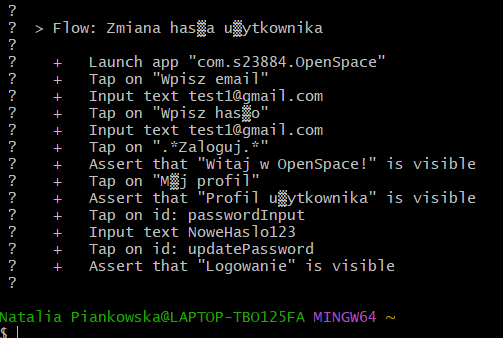 ?
? > Flow: Zmiana has▒a u▒ytkownika
?
? + Launch app "com.s23884.OpenSpace"
? + Tap on "Wpisz email"
? + Input text test1@gmail.com
? + Tap on "Wpisz has▒o"
? + Input text test1@gmail.com
? + Tap on ".*Zaloguj.*"
? + Assert that "Witaj w OpenSpace!" is visible
? + Tap on "M▒j profil"
? + Assert that "Profil u▒ytkownika" is visible
? + Tap on id: passwordInput
? + Input text NoweHaslo123
? + Tap on id: updatePassword
? + Assert that "Logowanie" is visible
?
Natalia Piankowska@LAPTOP-TBO125FA MINGW64 ~
$